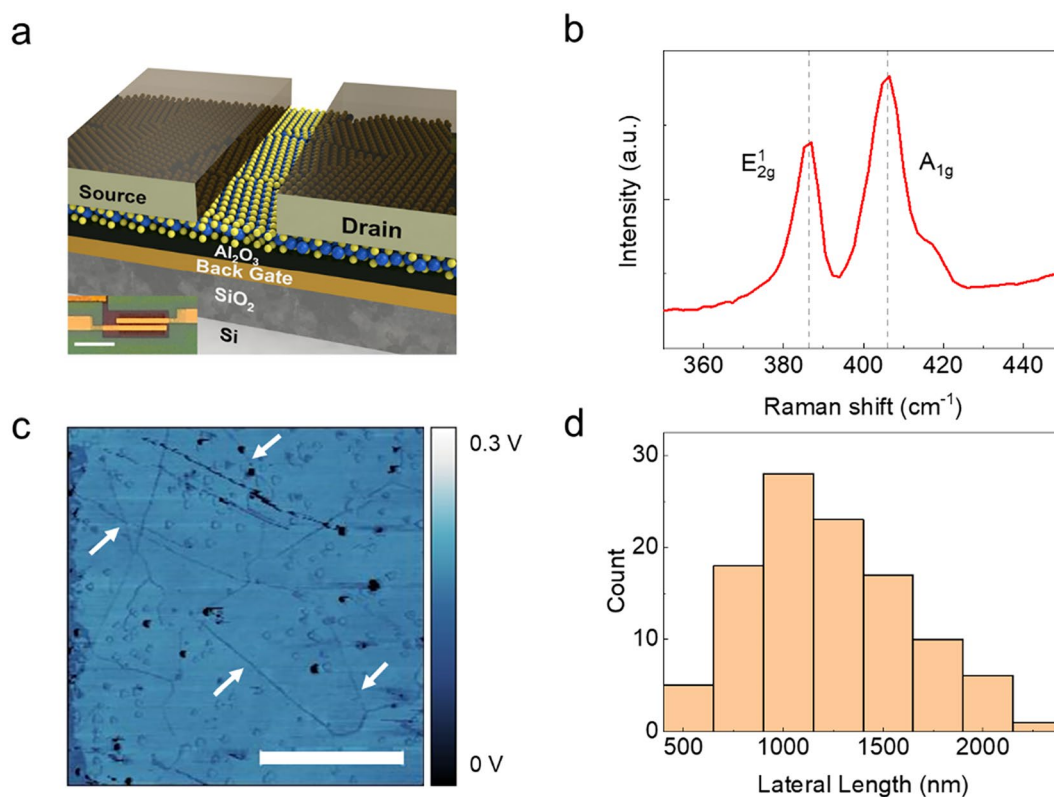 a
Source
Drain
Al₂O₃
Back Gate
SiO₂
Si
b
Intensity (a.u.)
E¹₂g
A₁g
360 380 400 420 440
Raman shift (cm⁻¹)
c
0.3 V
0 V
d
Count
30
20
10
0
500 1000 1500 2000
Lateral Length (nm)